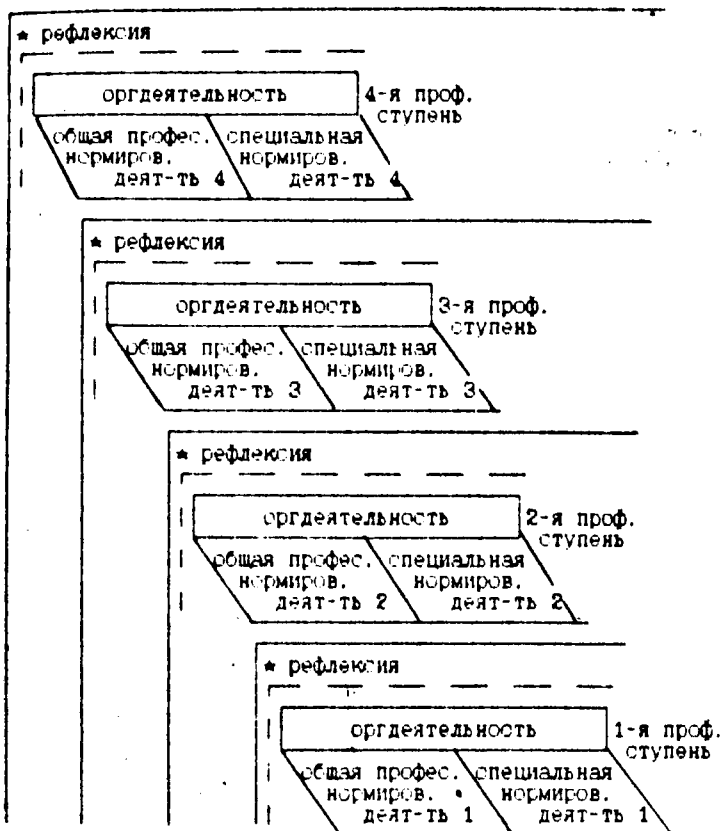 * рефлексия
оргдеятельность 4-я проф.
ступень
общая профес. специальная
нормиров. нормиров.
деят-ть 4 деят-ть 4
* рефлексия
оргдеятельность 3-я проф.
ступень
общая профес. специальная
нормиров. нормиров.
деят-ть 3 деят-ть 3
* рефлексия
оргдеятельность 2-я проф.
ступень
общая профес. специальная
нормиров. нормиров.
деят-ть 2 деят-ть 2
* рефлексия
оргдеятельность 1-я проф.
ступень
общая профес. специальная
нормиров. нормиров.
деят-ть 1 деят-ть 1